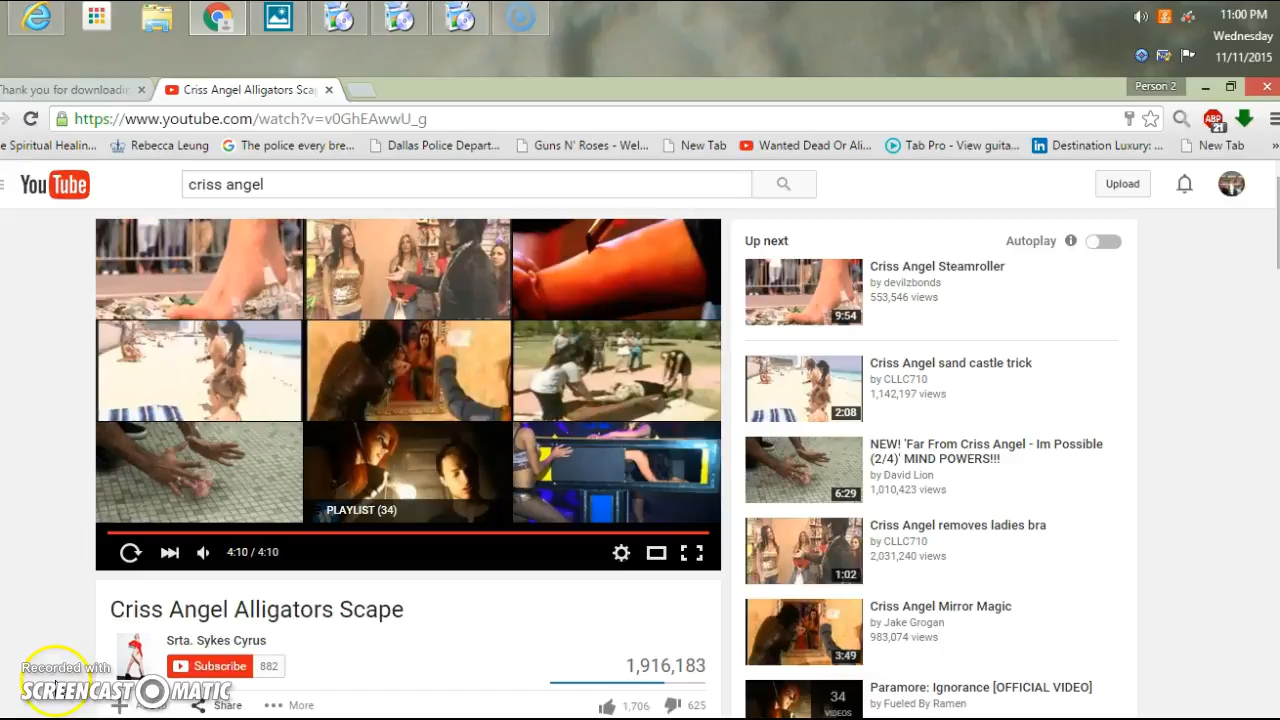 11:00 PM
Wednesday
11/11/2015
Thank you for downloadin
Criss Angel Alligators Sca
Person 2
https://www.youtube.com/watch?v=v0GhEAwwU_g
ABP
21
e Spiritual Healin...
Rebecca Leung
The police every bre...
Dallas Police Depart...
Guns N' Roses - Wel...
New Tab
Wanted Dead Or Ali...
Tab Pro - View guita...
in
Destination Luxury: ...
New Tab
»
YouTube
criss angel
Upload
Up next
Autoplay
Criss Angel Steamroller
by devilzbonds
553,546 views
9:54
Criss Angel sand castle trick
by CLLC710
1,142,197 views
2:08
NEW! 'Far From Criss Angel - Im Possible
(2/4)' MIND POWERS!!!
by David Lion
1,010,423 views
6:29
Criss Angel removes ladies bra
by CLLC710
2,031,240 views
1:02
Criss Angel Mirror Magic
by Jake Grogan
983,074 views
3:49
Paramore: Ignorance [OFFICIAL VIDEO]
by Fueled By Ramen
34
VIDEOS
PLAYLIST (34)
4:10 / 4:10
Criss Angel Alligators Scape
Srta. Sykes Cyrus
Subscribe
882
1,916,183
Share
More
1,706
625
Recorded with
SCREENCAST-O-MATIC